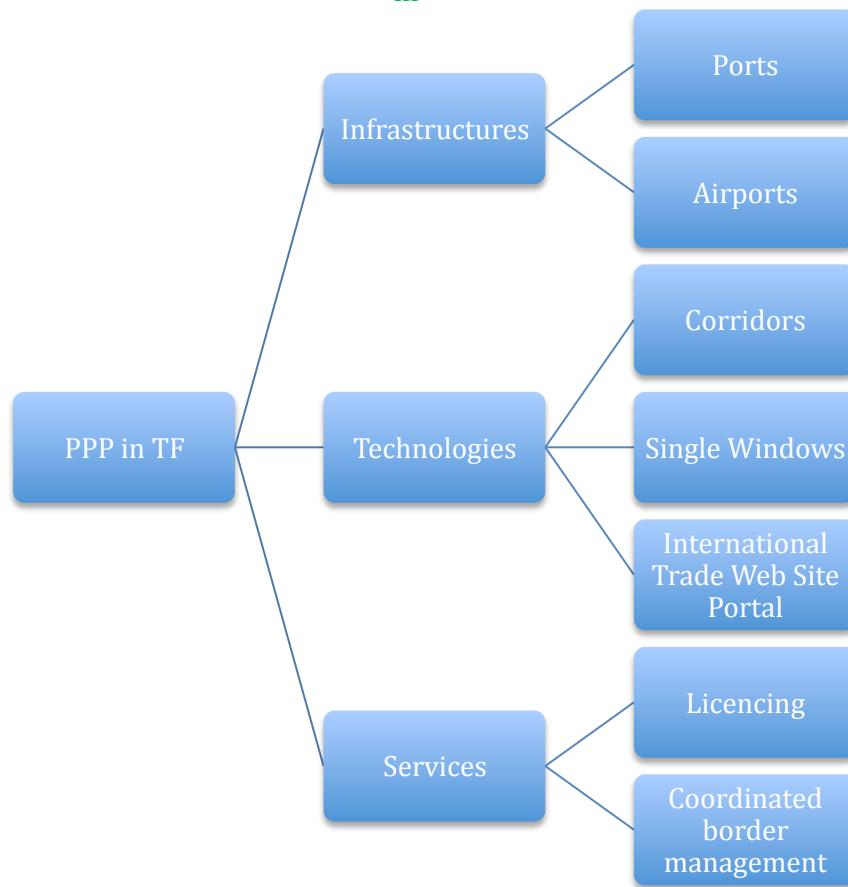 Infrastructures
Ports
Airports
PPP in TF
Technologies
Corridors
Single Windows
International
Trade Web Site
Portal
Services
Licencing
Coordinated
border
management